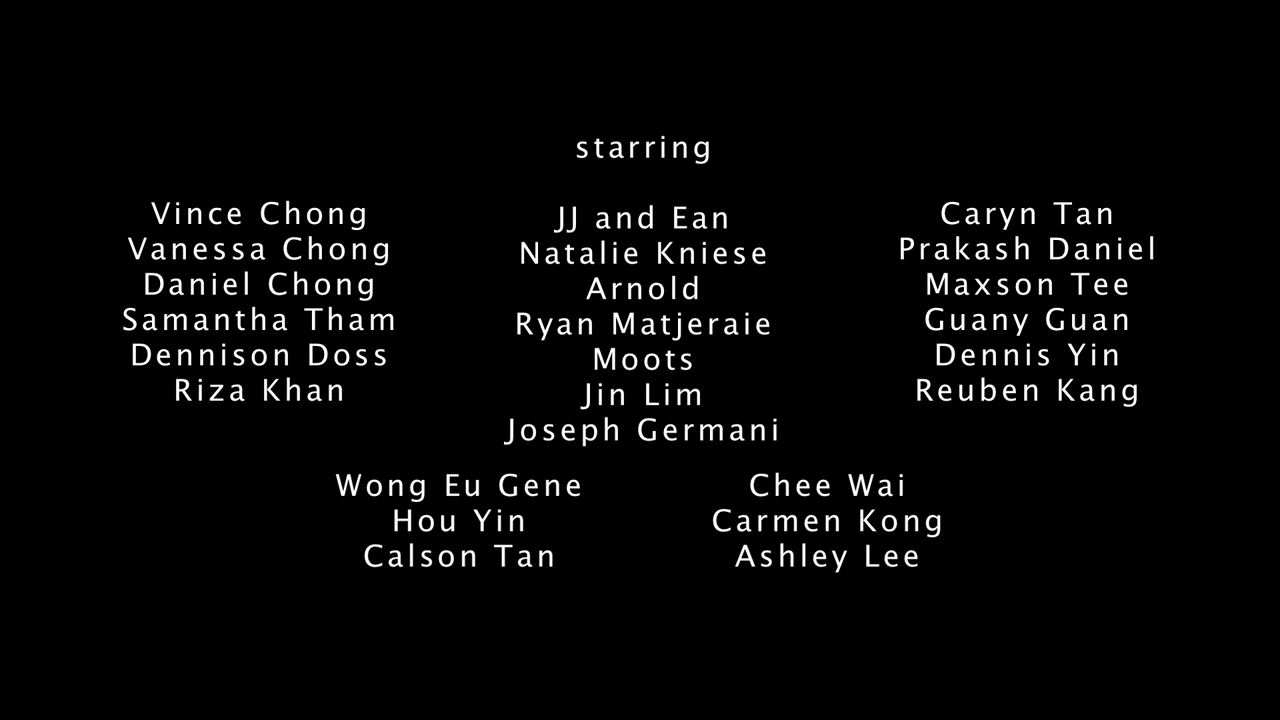 starring
Vince Chong
Vanessa Chong
Daniel Chong
Samantha Tham
Dennison Doss
Riza Khan
JJ and Ean
Natalie Kniese
Arnold
Ryan Matjeraie
Moots
Jin Lim
Joseph Germani
Caryn Tan
Prakash Daniel
Maxson Tee
Guany Guan
Dennis Yin
Reuben Kang
Wong Eu Gene
Hou Yin
Calson Tan
Chee Wai
Carmen Kong
Ashley Lee